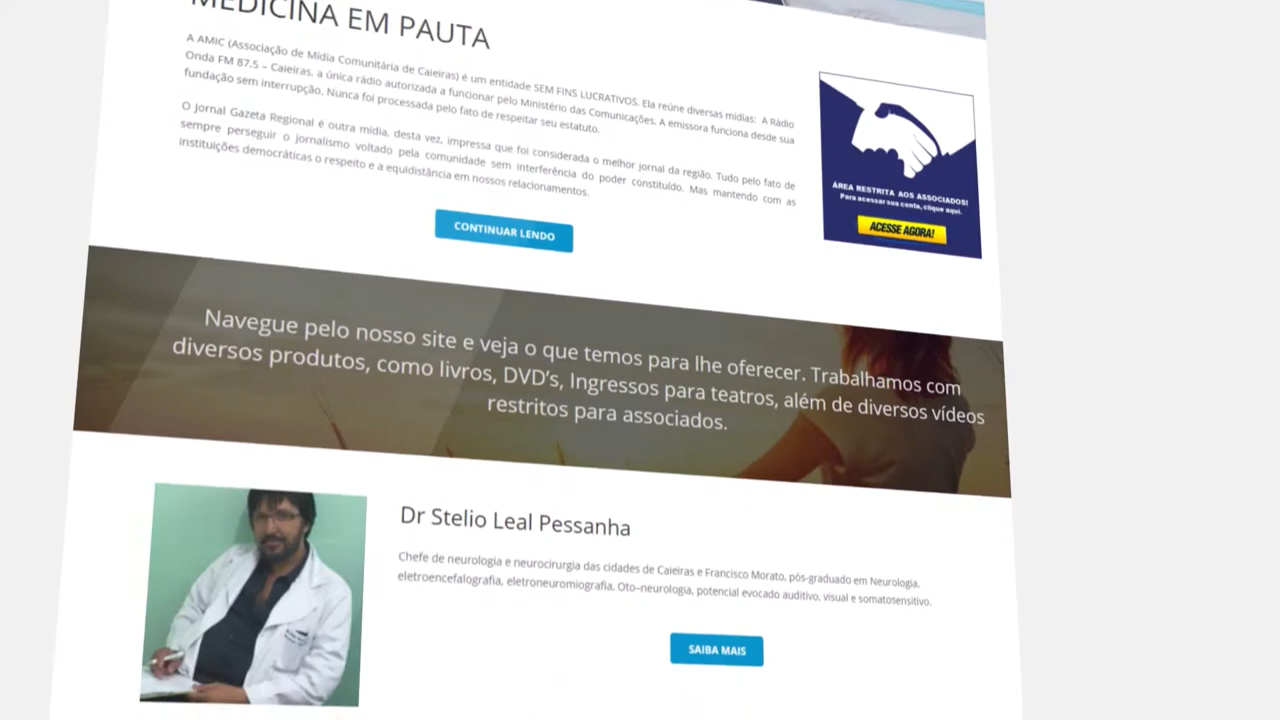 MEDICINA EM PAUTA
A AMIC (Associação de Mídia Comunitária de Caieiras) é um entidade SEM FINS LUCRATIVOS. Ela reúne diversas mídias: A Rádio
Onda FM 87.5 – Caieiras, a única rádio autorizada a funcionar pelo Ministério das Comunicações. A emissora funciona desde sua
fundação sem interrupção. Nunca foi processada pelo fato de respeitar seu estatuto.
O Jornal Gazeta Regional é outra mídia, desta vez, impressa que foi considerada o melhor jornal da região. Tudo pelo fato de
sempre perseguir o jornalismo voltado pela comunidade sem interferência do poder constituído. Mas mantendo com as
instituições democráticas o respeito e a equidistância em nossos relacionamentos.
CONTINUAR LENDO
ÁREA RESTRITA AOS ASSOCIADOS!
Para acessar sua conta, clique aqui.
ACESSE AGORA!
Navegue pelo nosso site e veja o que temos para lhe oferecer. Trabalhamos com
diversos produtos, como livros, DVD’s, Ingressos para teatros, além de diversos vídeos
restritos para associados.
Dr Stelio Leal Pessanha
Chefe de neurologia e neurocirurgia das cidades de Caieiras e Francisco Morato, pós-graduado em Neurologia,
eletroencefalografia, eletroneuromiografia, Oto–neurologia, potencial evocado auditivo, visual e somatosensitivo.
SAIBA MAIS